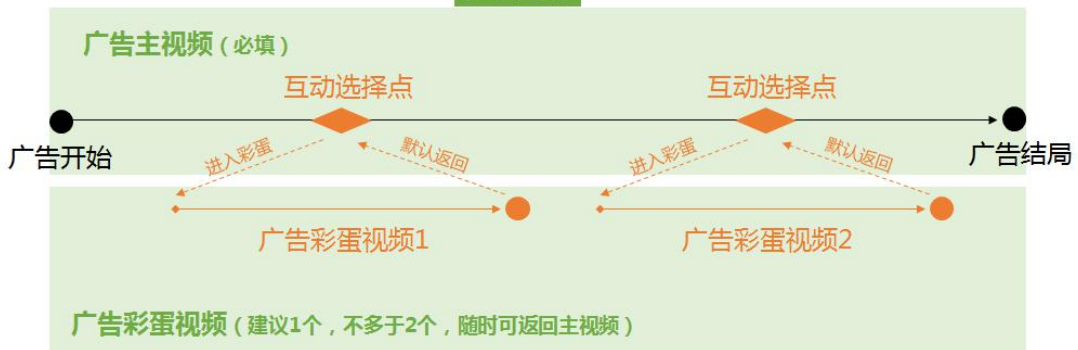 广告主视频（必填）
互动选择点
互动选择点
广告开始
进入彩蛋
默认返回
进入彩蛋
默认返回
广告结局
广告彩蛋视频1
广告彩蛋视频2
广告彩蛋视频（建议1个，不多于2个，随时可返回主视频）